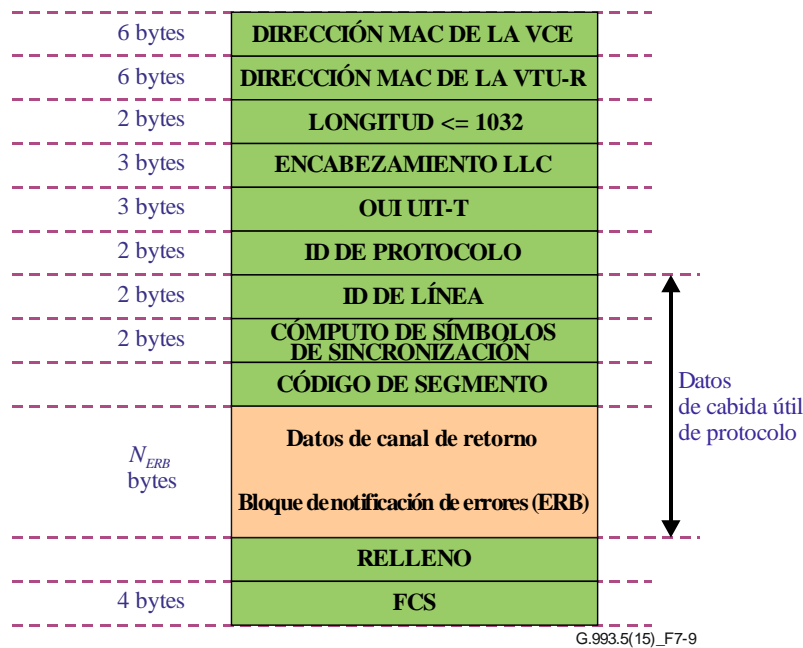 6 bytes DIRECCIÓN MAC DE LA VCE
6 bytes DIRECCIÓN MAC DE LA VTU-R
2 bytes LONGITUD <= 1032
3 bytes ENCABEZAMIENTO LLC
3 bytes OUI UIT-T
2 bytes ID DE PROTOCOLO
2 bytes ID DE LÍNEA
2 bytes CÓMPUTO DE SÍMBOLOS
DE SINCRONIZACIÓN
CÓDIGO DE SEGMENTO
Datos
de cabida útil
de protocolo
Datos de canal de retorno
N_ERB
bytes
Bloque de notificación de errores (ERB)
RELLENO
4 bytes FCS
G.993.5(15)_F7-9